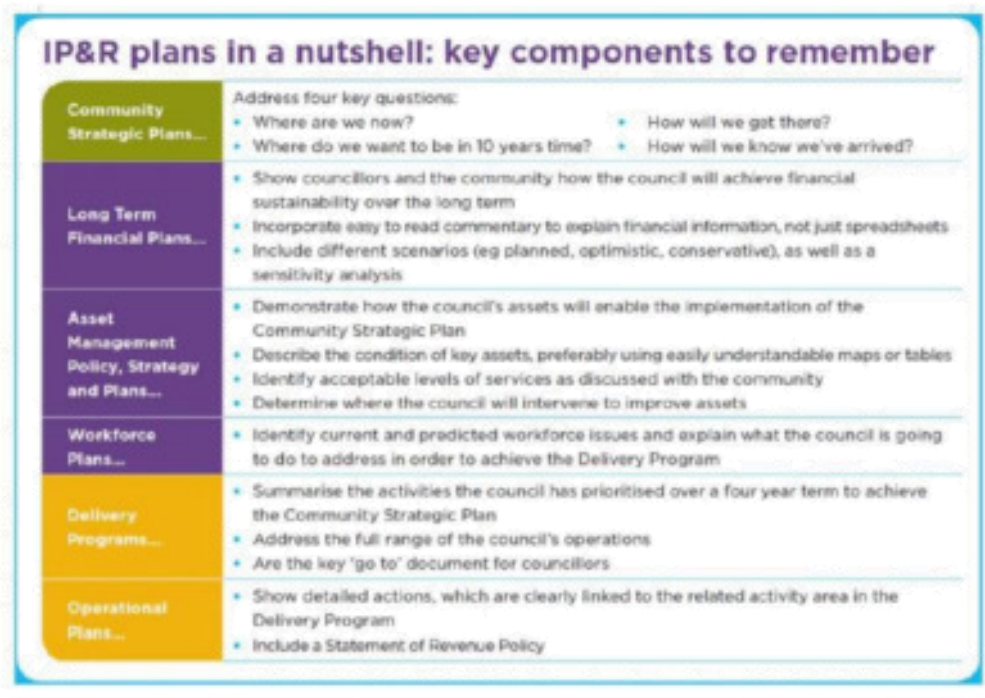 IP&R plans in a nutshell: key components to remember
Community
Strategic Plans...
Address four key questions:
• Where are we now?
• How will we get there?
• Where do we want to be in 10 years time?
• How will we know we've arrived?
Long Term
Financial Plans...
• Show councillors and the community how the council will achieve financial
sustainability over the long term
• Incorporate easy to read commentary to explain financial information, not just spreadsheets
• Include different scenarios (eg planned, optimistic, conservative), as well as a
sensitivity analysis
Asset
Management
Policy, Strategy
and Plans...
• Demonstrate how the council's assets will enable the implementation of the
Community Strategic Plan
• Describe the condition of key assets, preferably using easily understandable maps or tables
• Identify acceptable levels of services as discussed with the community
• Determine where the council will intervene to improve assets
Workforce
Plans...
• Identify current and predicted workforce issues and explain what the council is going
to do to address in order to achieve the Delivery Program
Delivery
Programs...
• Summarise the activities the council has prioritised over a four year term to achieve
the Community Strategic Plan
• Address the full range of the council's operations
• Are the key 'go to' document for councillors
Operational
Plans...
• Show detailed actions, which are clearly linked to the related activity area in the
Delivery Program
• Include a Statement of Revenue Policy